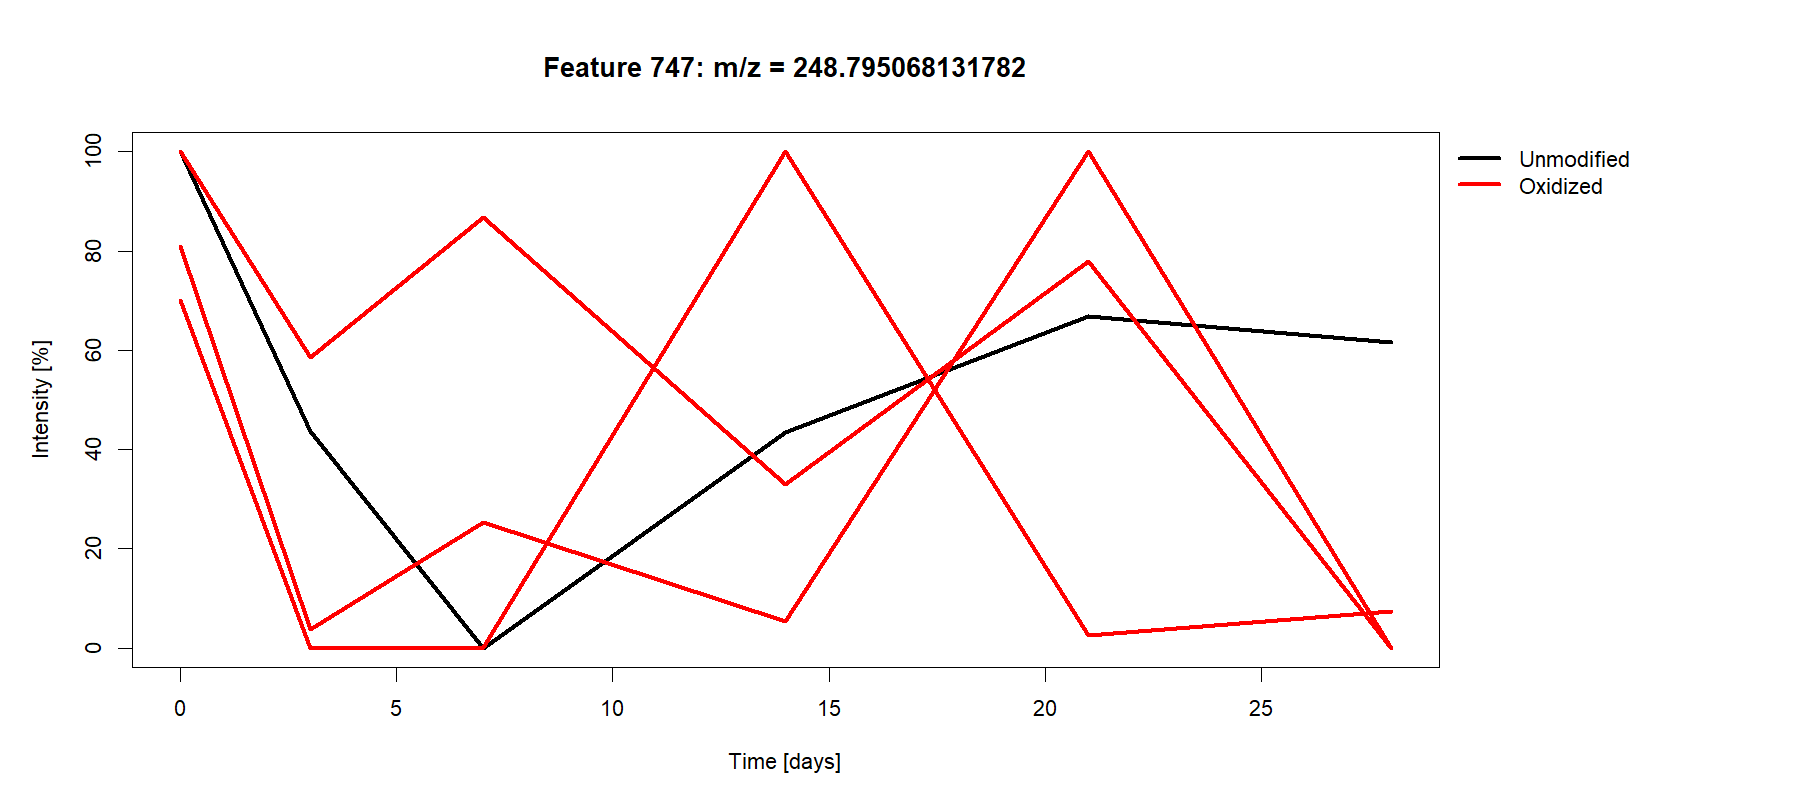 Feature 747: m/z = 248.795068131782
Unmodified
Oxidized
Intensity [%]
100
80
60
40
20
0
0 5 10 15 20 25
Time [days]